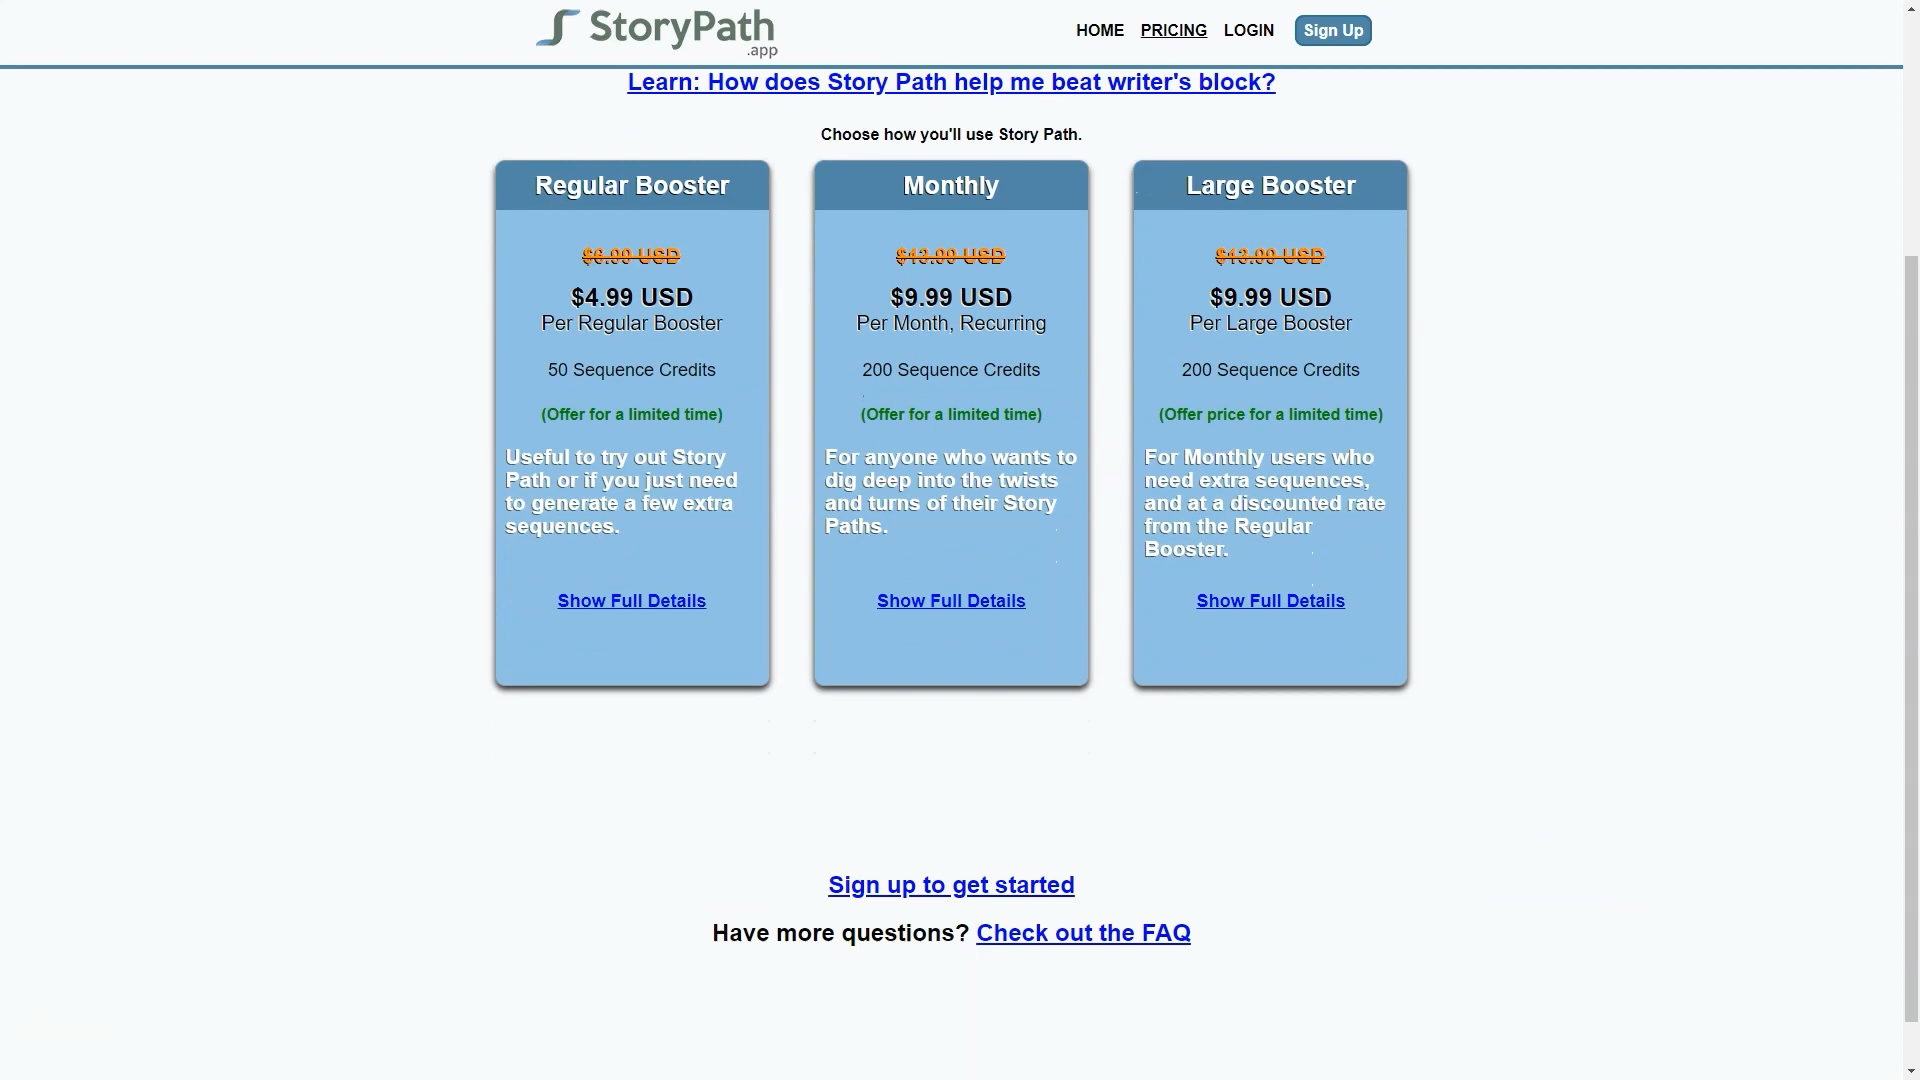 StoryPath
.app
HOME PRICING LOGIN Sign Up
Learn: How does Story Path help me beat writer's block?
Choose how you'll use Story Path.
Regular Booster
$6.99 USD
$4.99 USD
Per Regular Booster
50 Sequence Credits
(Offer for a limited time)
Useful to try out Story
Path or if you just need
to generate a few extra
sequences.
Show Full Details
Monthly
$13.99 USD
$9.99 USD
Per Month, Recurring
200 Sequence Credits
(Offer for a limited time)
For anyone who wants to
dig deep into the twists
and turns of their Story
Paths.
Show Full Details
Large Booster
$13.99 USD
$9.99 USD
Per Large Booster
200 Sequence Credits
(Offer price for a limited time)
For Monthly users who
need extra sequences,
and at a discounted rate
from the Regular
Booster.
Show Full Details
Sign up to get started
Have more questions? Check out the FAQ